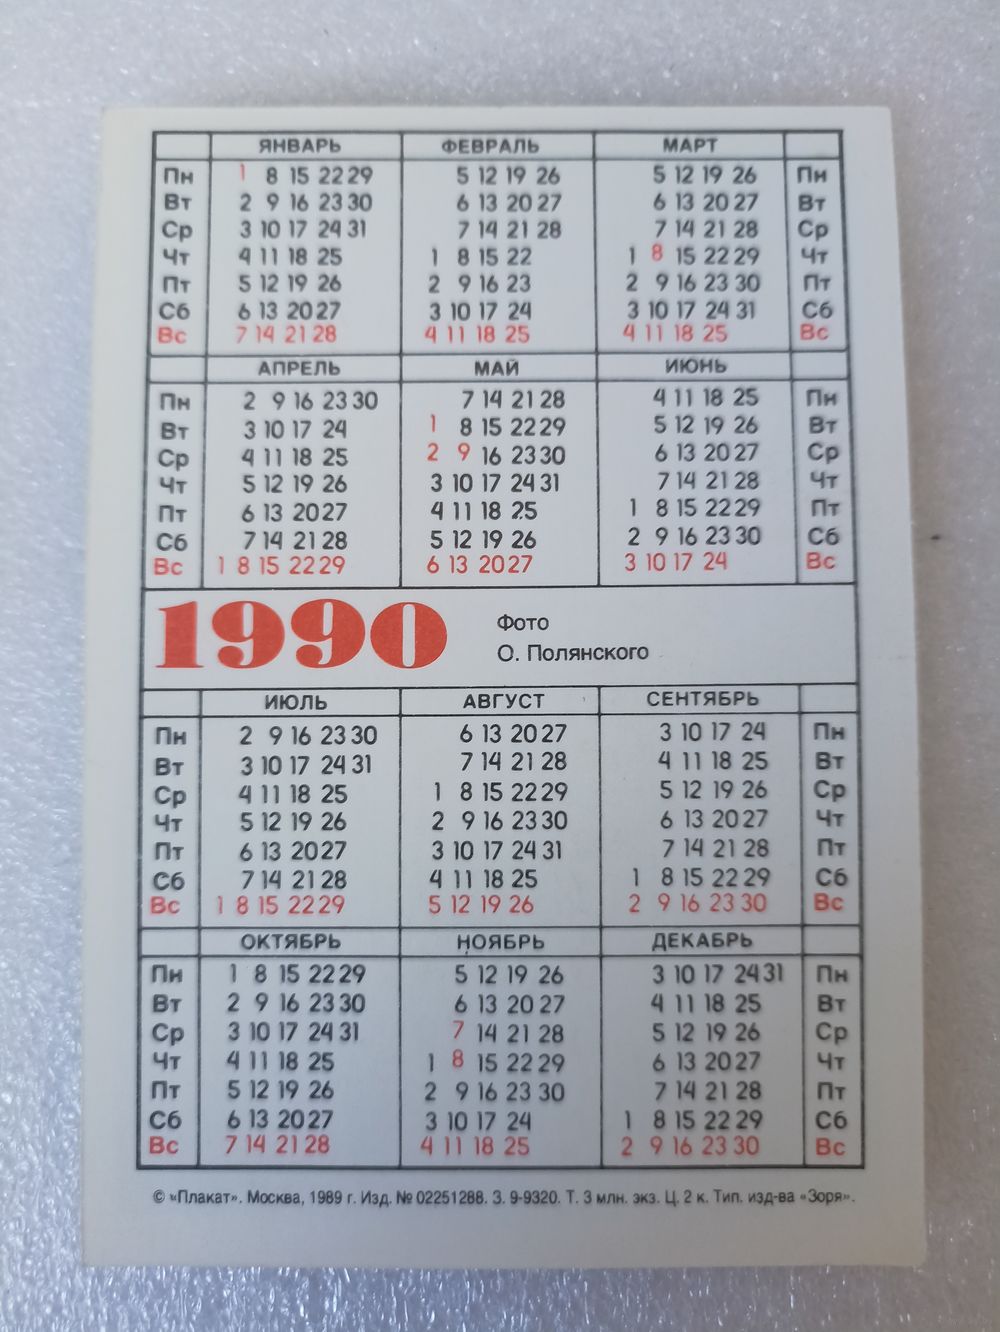 ЯНВАРЬ ФЕВРАЛЬ МАРТ
Пн 1 8 15 22 29 5 12 19 26 5 12 19 26 Пн
Вт 2 9 16 23 30 6 13 20 27 6 13 20 27 Вт
Ср 3 10 17 24 31 7 14 21 28 7 14 21 28 Ср
Чт 4 11 18 25 1 8 15 22 1 8 15 22 29 Чт
Пт 5 12 19 26 2 9 16 23 2 9 16 23 30 Пт
Сб 6 13 20 27 3 10 17 24 3 10 17 24 31 Сб
Вс 7 14 21 28 4 11 18 25 4 11 18 25 Вс
АПРЕЛЬ МАЙ ИЮНЬ
Пн 2 9 16 23 30 7 14 21 28 4 11 18 25 Пн
Вт 3 10 17 24 1 8 15 22 29 5 12 19 26 Вт
Ср 4 11 18 25 2 9 16 23 30 6 13 20 27 Ср
Чт 5 12 19 26 3 10 17 24 31 7 14 21 28 Чт
Пт 6 13 20 27 4 11 18 25 1 8 15 22 29 Пт
Сб 7 14 21 28 5 12 19 26 2 9 16 23 30 Сб
Вс 1 8 15 22 29 6 13 20 27 3 10 17 24 Вс
1990
Фото
О. Полянского
ИЮЛЬ АВГУСТ СЕНТЯБРЬ
Пн 2 9 16 23 30 6 13 20 27 3 10 17 24 Пн
Вт 3 10 17 24 31 7 14 21 28 4 11 18 25 Вт
Ср 4 11 18 25 1 8 15 22 29 5 12 19 26 Ср
Чт 5 12 19 26 2 9 16 23 30 6 13 20 27 Чт
Пт 6 13 20 27 3 10 17 24 31 7 14 21 28 Пт
Сб 7 14 21 28 4 11 18 25 1 8 15 22 29 Сб
Вс 1 8 15 22 29 5 12 19 26 2 9 16 23 30 Вс
ОКТЯБРЬ НОЯБРЬ ДЕКАБРЬ
Пн 1 8 15 22 29 5 12 19 26 3 10 17 24 31 Пн
Вт 2 9 16 23 30 6 13 20 27 4 11 18 25 Вт
Ср 3 10 17 24 31 7 14 21 28 5 12 19 26 Ср
Чт 4 11 18 25 1 8 15 22 29 6 13 20 27 Чт
Пт 5 12 19 26 2 9 16 23 30 7 14 21 28 Пт
Сб 6 13 20 27 3 10 17 24 1 8 15 22 29 Сб
Вс 7 14 21 28 4 11 18 25 2 9 16 23 30 Вс
© «Плакат». Москва, 1989 г. Изд. № 02251288. З. 9-9320. Т. 3 млн. экз. Ц. 2 к. Тип. изд-ва «Зоря».